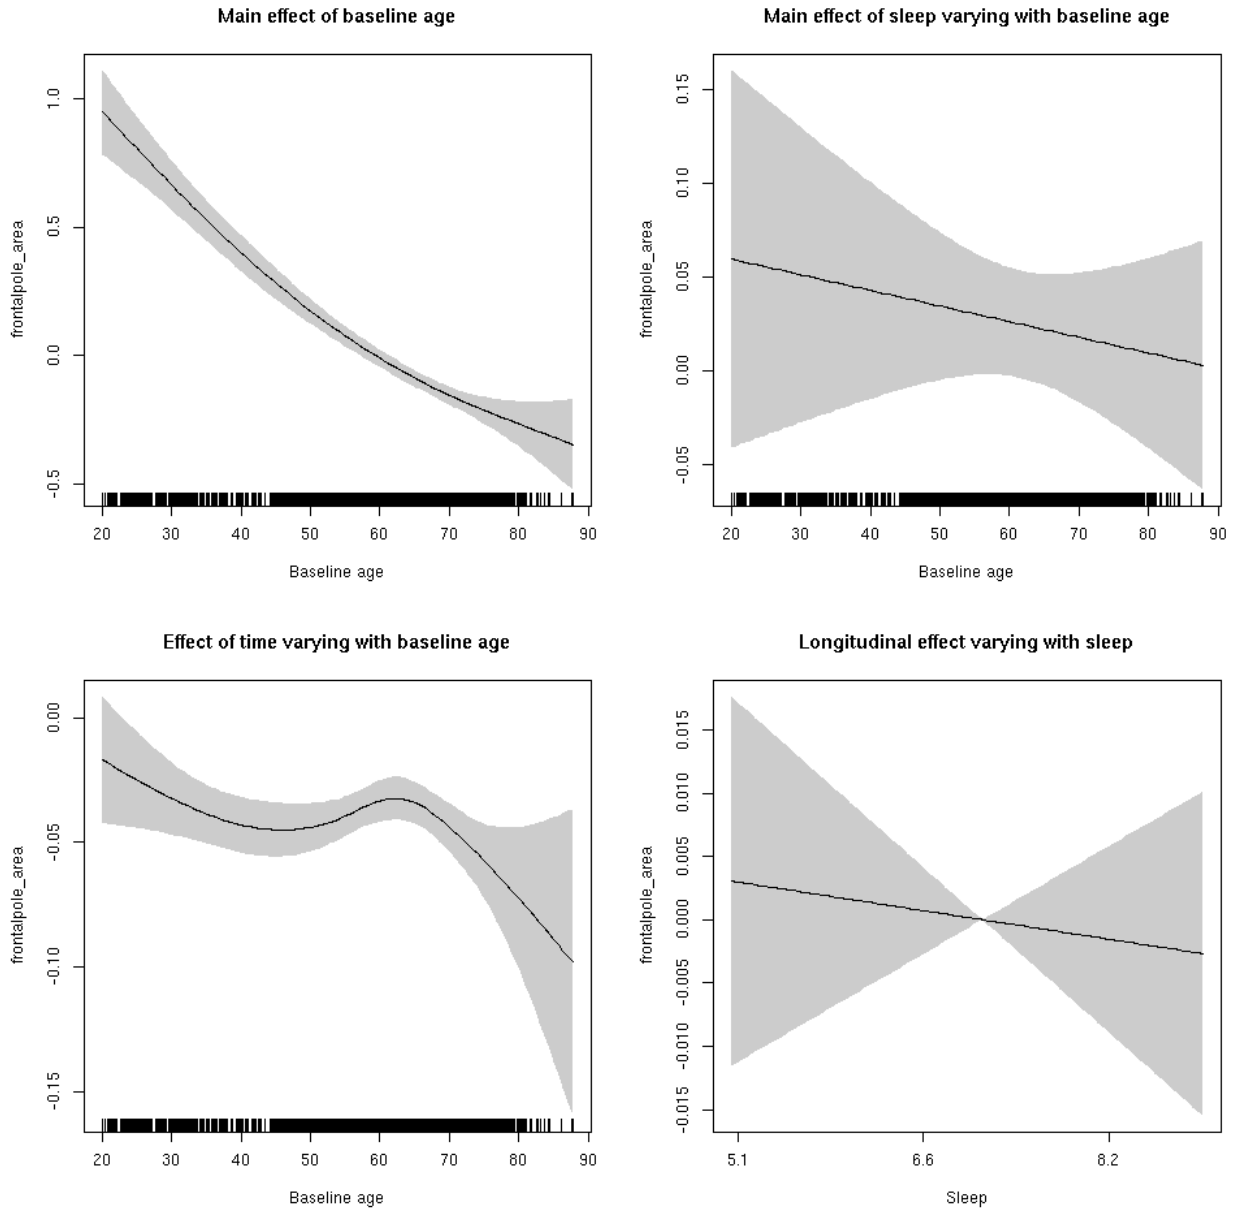 Main effect of baseline age
frontalpole_area
1.0
0.5
0.0
-0.5
20 30 40 50 60 70 80 90
Baseline age
Main effect of sleep varying with baseline age
frontalpole_area
0.15
0.10
0.05
0.00
-0.05
20 30 40 50 60 70 80 90
Baseline age
Effect of time varying with baseline age
frontalpole_area
0.00
-0.05
-0.10
-0.15
20 30 40 50 60 70 80 90
Baseline age
Longitudinal effect varying with sleep
frontalpole_area
0.015
0.010
0.005
0.000
-0.005
-0.010
-0.015
5.1 6.6 8.2
Sleep